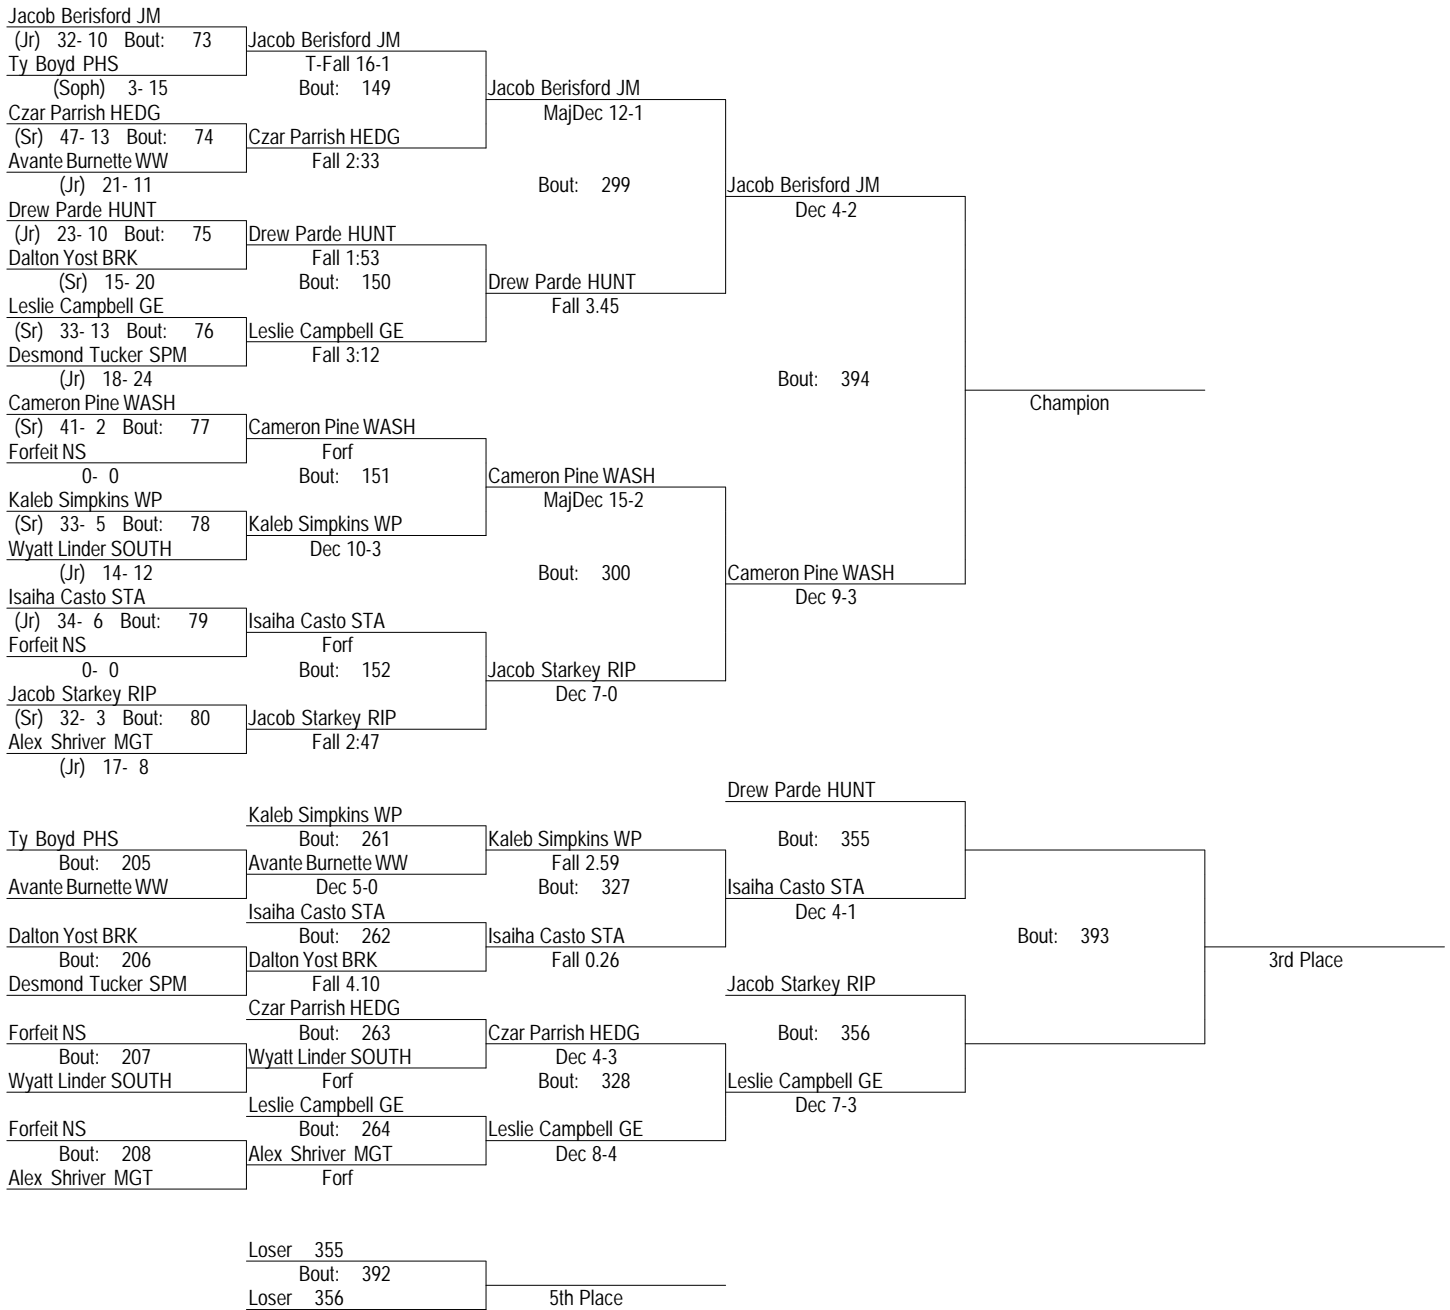 Jacob Berisford JM
(Jr) 32- 10 Bout: 73 Jacob Berisford JM
Ty Boyd PHS T-Fall 16-1
(Soph) 3- 15 Bout: 149 Jacob Berisford JM
Czar Parrish HEDG MajDec 12-1
(Sr) 47- 13 Bout: 74 Czar Parrish HEDG
Avante Burnette WW Fall 2:33
(Jr) 21- 11 Bout: 299 Jacob Berisford JM
Drew Parde HUNT Dec 4-2
(Jr) 23- 10 Bout: 75 Drew Parde HUNT
Dalton Yost BRK Fall 1:53
(Sr) 15- 20 Bout: 150 Drew Parde HUNT
Leslie Campbell GE Fall 3.45
(Sr) 33- 13 Bout: 76 Leslie Campbell GE
Desmond Tucker SPM Fall 3:12
(Jr) 18- 24 Bout: 394
Cameron Pine WASH Champion
(Sr) 41- 2 Bout: 77 Cameron Pine WASH
Forfeit NS Forf
0- 0 Bout: 151 Cameron Pine WASH
Kaleb Simpkins WP MajDec 15-2
(Sr) 33- 5 Bout: 78 Kaleb Simpkins WP
Wyatt Linder SOUTH Dec 10-3
(Jr) 14- 12 Bout: 300 Cameron Pine WASH
Isaiha Casto STA Dec 9-3
(Jr) 34- 6 Bout: 79 Isaiha Casto STA
Forfeit NS Forf
0- 0 Bout: 152 Jacob Starkey RIP
Jacob Starkey RIP Dec 7-0
(Sr) 32- 3 Bout: 80 Jacob Starkey RIP
Alex Shriver MGT Fall 2:47
(Jr) 17- 8
Drew Parde HUNT
Kaleb Simpkins WP
Ty Boyd PHS Bout: 261 Kaleb Simpkins WP Bout: 355
Bout: 205 Avante Burnette WW Fall 2.59
Avante Burnette WW Dec 5-0 Bout: 327 Isaiha Casto STA
Isaiha Casto STA Dec 4-1
Dalton Yost BRK Bout: 262 Isaiha Casto STA Bout: 393
Bout: 206 Dalton Yost BRK Fall 0.26 3rd Place
Desmond Tucker SPM Fall 4.10 Jacob Starkey RIP
Czar Parrish HEDG
Forfeit NS Bout: 263 Czar Parrish HEDG Bout: 356
Bout: 207 Wyatt Linder SOUTH Dec 4-3
Wyatt Linder SOUTH Forf Bout: 328 Leslie Campbell GE
Leslie Campbell GE Dec 7-3
Forfeit NS Bout: 264 Leslie Campbell GE
Bout: 208 Alex Shriver MGT Dec 8-4
Alex Shriver MGT Forf
Loser 355
Bout: 392
Loser 356 5th Place